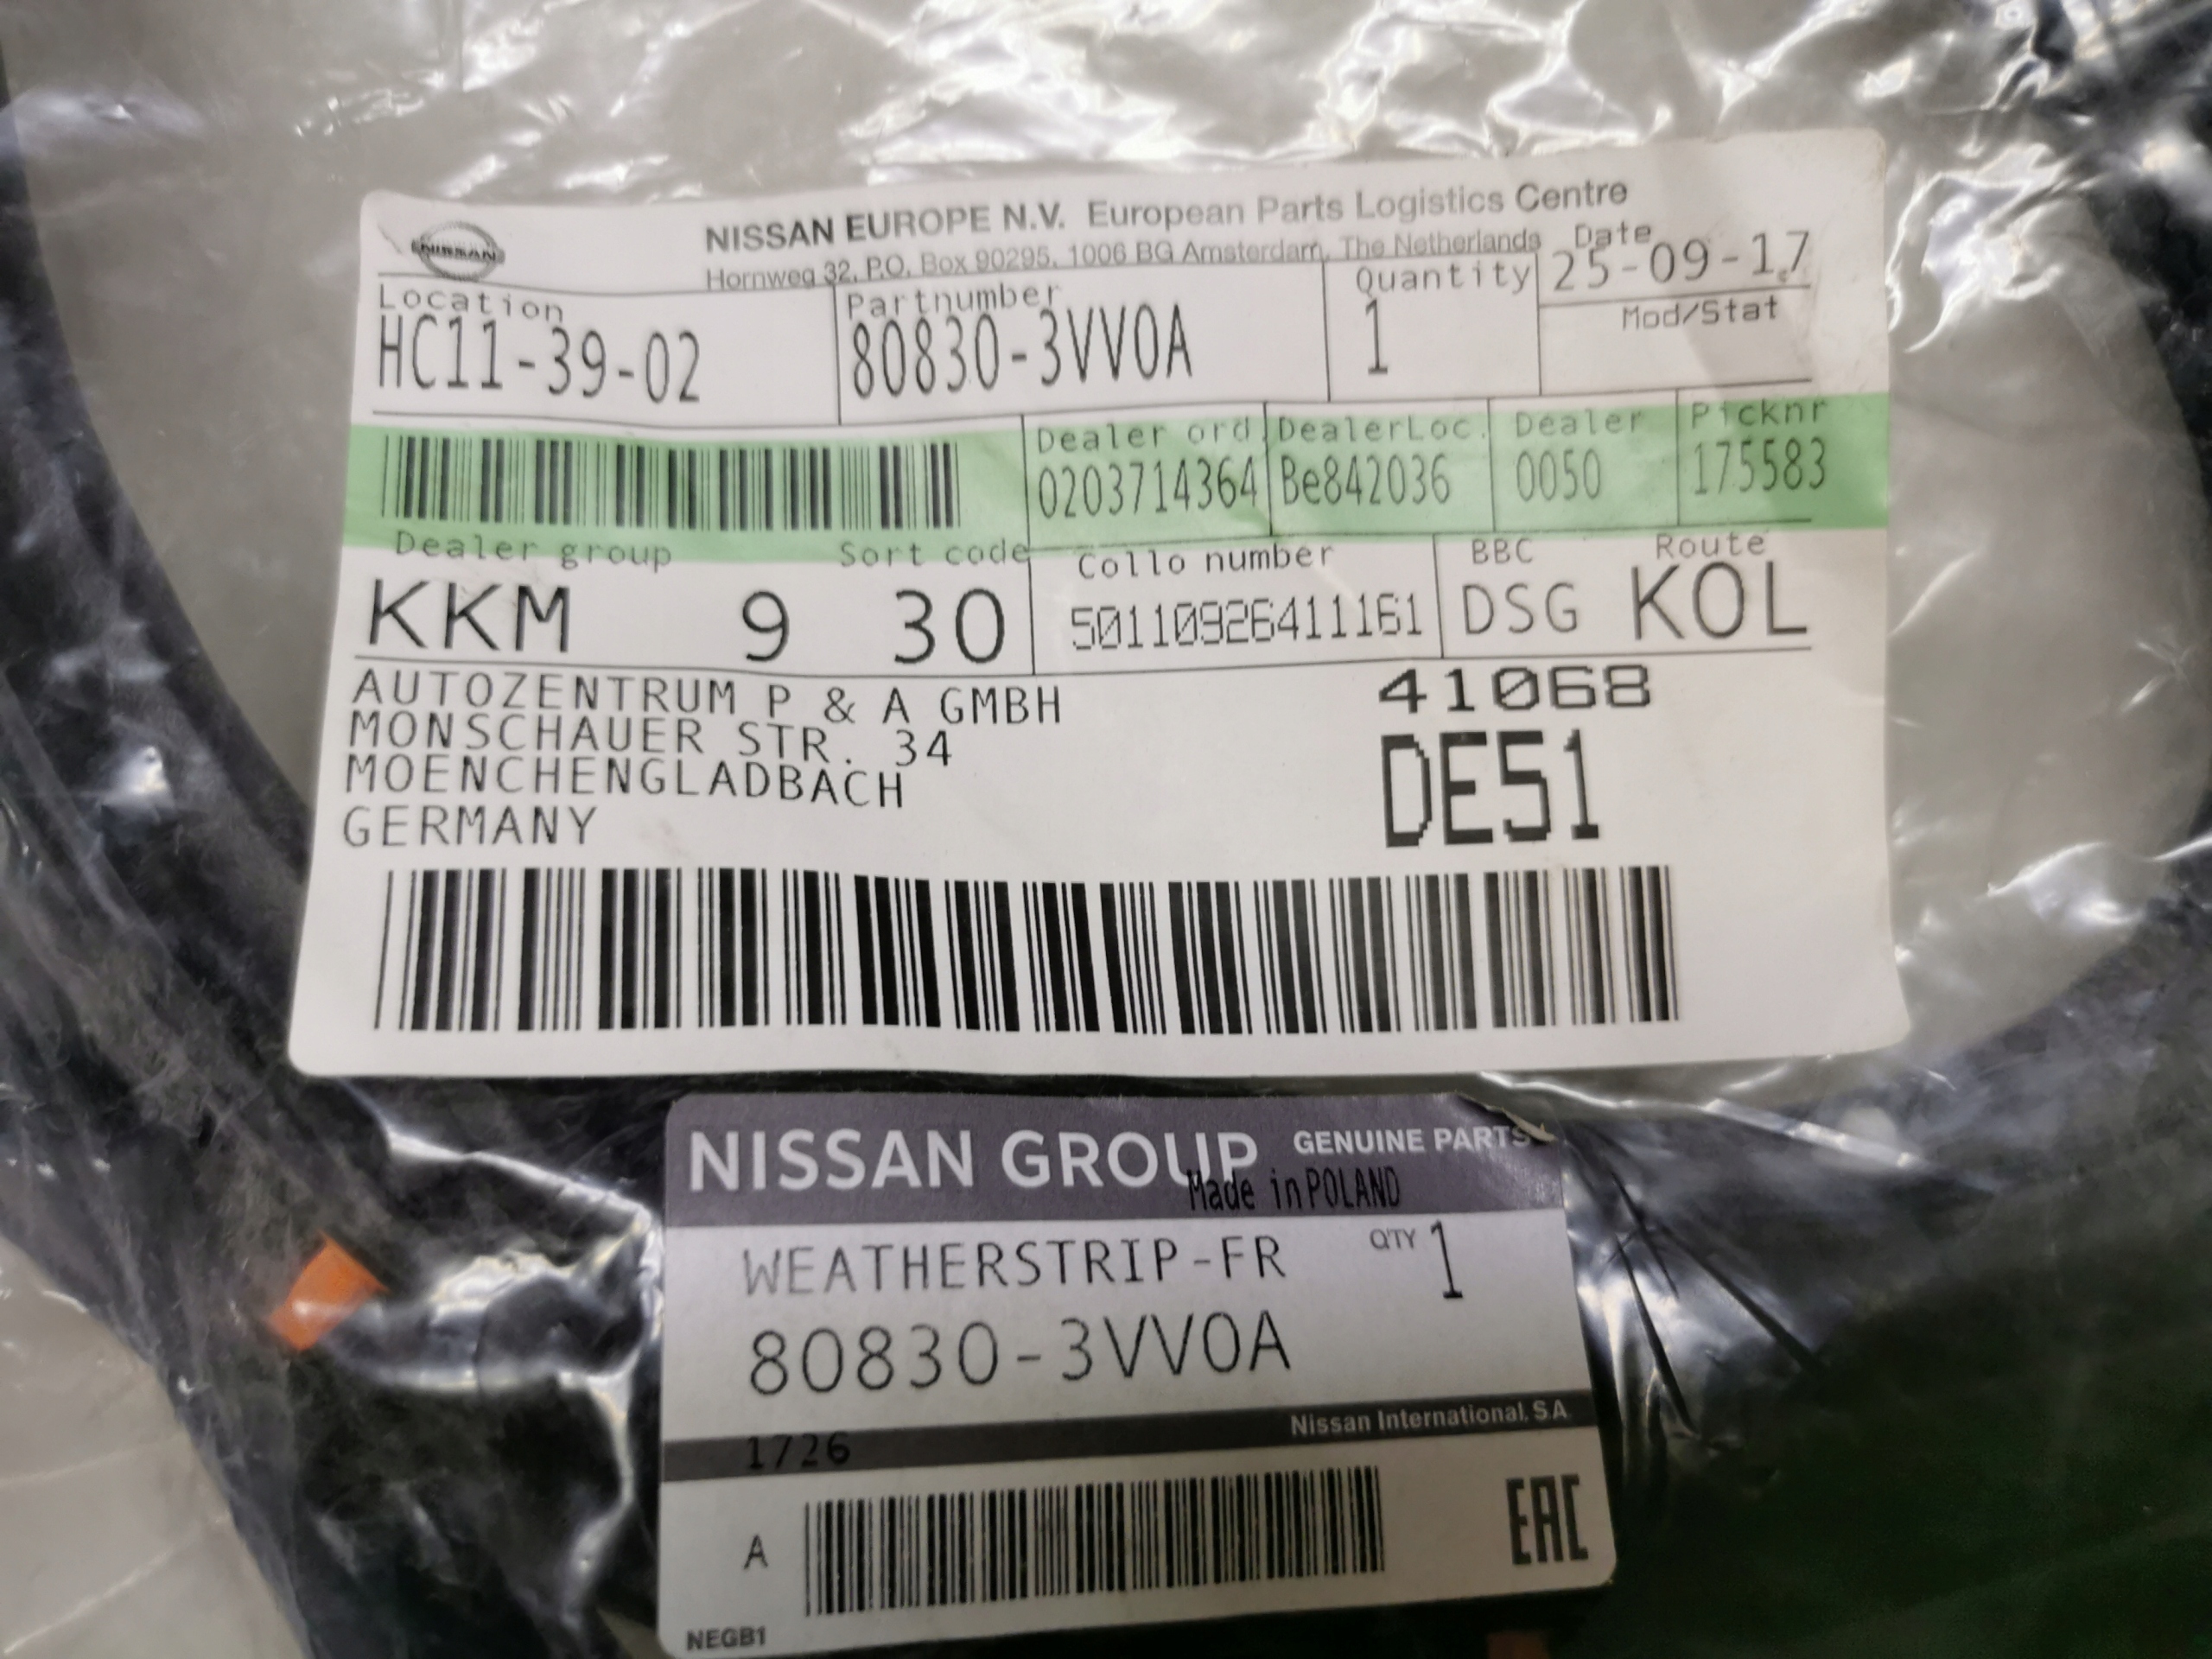 NISSAN
NISSAN EUROPE N.V. European Parts Logistics Centre
Hornweg 32, P.O. Box 90295, 1006 BG Amsterdam, The Netherlands
Location
HC11-39-02
Partnumber
80830-3VV0A
Quantity
1
Date
25-09-17
Mod/Stat
Dealer ord.
0203714364
DealerLoc.
Be842036
Dealer
0050
Picknr
175583
Dealer group
KKM
Sort code
9 30
Collo number
50110926411161
BBC
DSG
Route
KOL
AUTOZENTRUM P & A GMBH
MONSCHAUER STR. 34
MOENCHENGLADBACH
GERMANY
41068
DE51
NISSAN GROUP GENUINE PARTS
Made in POLAND
WEATHERSTRIP-FR
QTY 1
80830-3VV0A
Nissan International, S.A.
1726
A
EAC
NEGB1